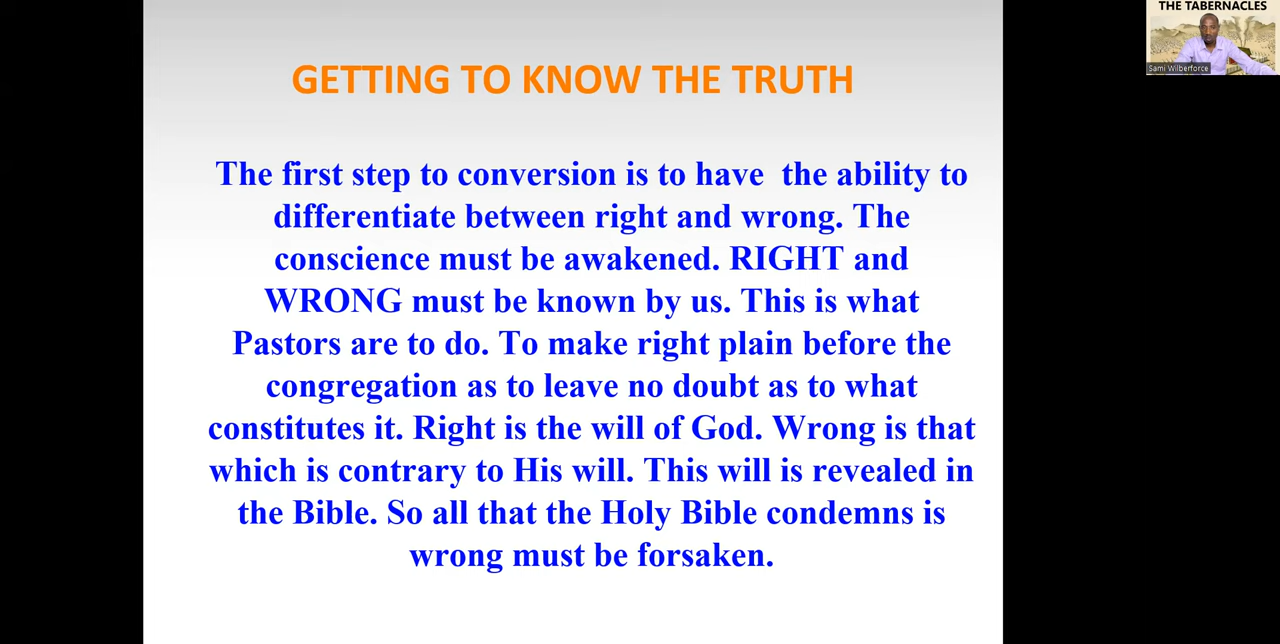 THE TABERNACLES
Sami Wilberforce
GETTING TO KNOW THE TRUTH
The first step to conversion is to have  the ability to
differentiate between right and wrong. The
conscience must be awakened. RIGHT and
WRONG must be known by us. This is what
Pastors are to do. To make right plain before the
congregation as to leave no doubt as to what
constitutes it. Right is the will of God. Wrong is that
which is contrary to His will. This will is revealed in
the Bible. So all that the Holy Bible condemns is
wrong must be forsaken.